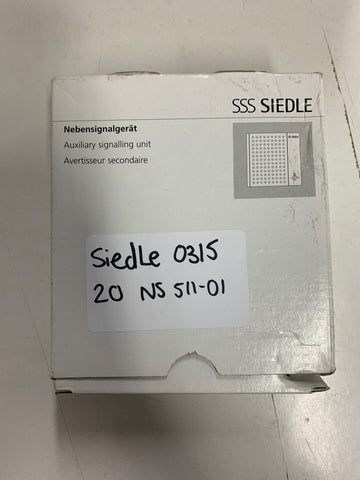 SSS SIEDLE
Nebensignalgerät
Auxiliary signalling unit
Avertisseur secondaire
Siedle 0315
20 NS 511-01